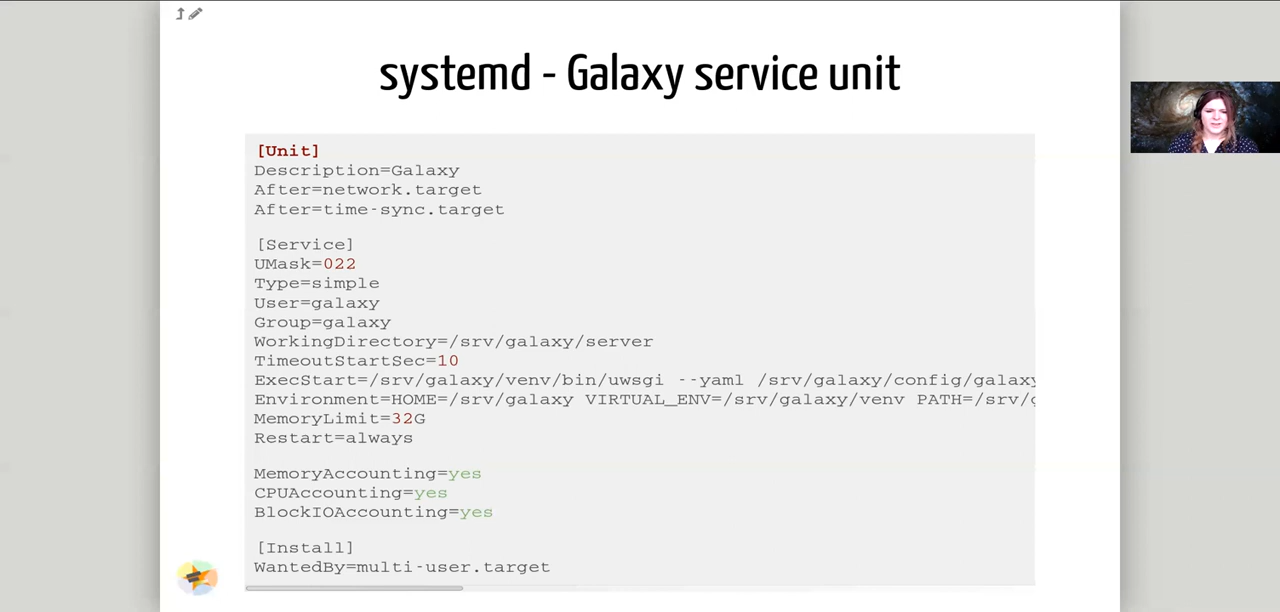 systemd - Galaxy service unit
[Unit]
Description=Galaxy
After=network.target
After=time-sync.target
[Service]
UMask=022
Type=simple
User=galaxy
Group=galaxy
WorkingDirectory=/srv/galaxy/server
TimeoutStartSec=10
ExecStart=/srv/galaxy/venv/bin/uwsgi --yaml /srv/galaxy/config/galaxy
Environment=HOME=/srv/galaxy VIRTUAL_ENV=/srv/galaxy/venv PATH=/srv/g
MemoryLimit=32G
Restart=always
MemoryAccounting=yes
CPUAccounting=yes
BlockIOAccounting=yes
[Install]
WantedBy=multi-user.target